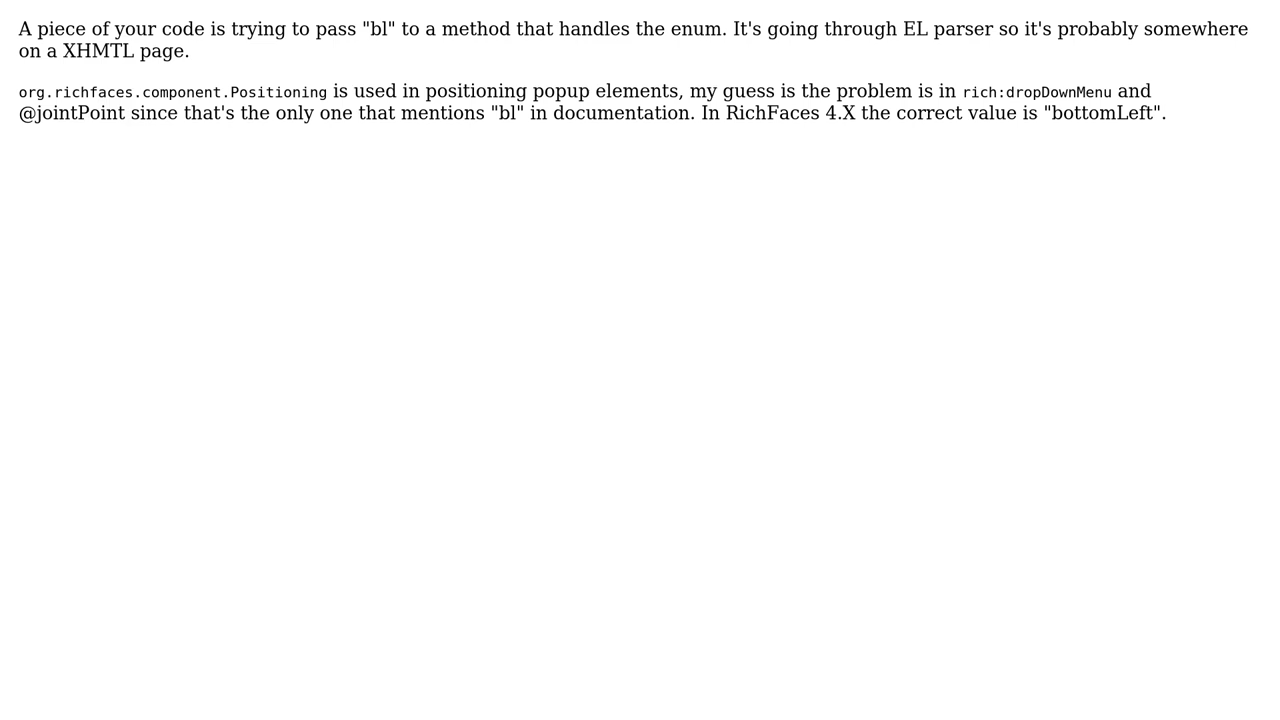 A piece of your code is trying to pass "bl" to a method that handles the enum. It's going through EL parser so it's probably somewhere
on a XHMTL page.
org.richfaces.component.Positioning is used in positioning popup elements, my guess is the problem is in rich:dropDownMenu and
@jointPoint since that's the only one that mentions "bl" in documentation. In RichFaces 4.X the correct value is "bottomLeft".